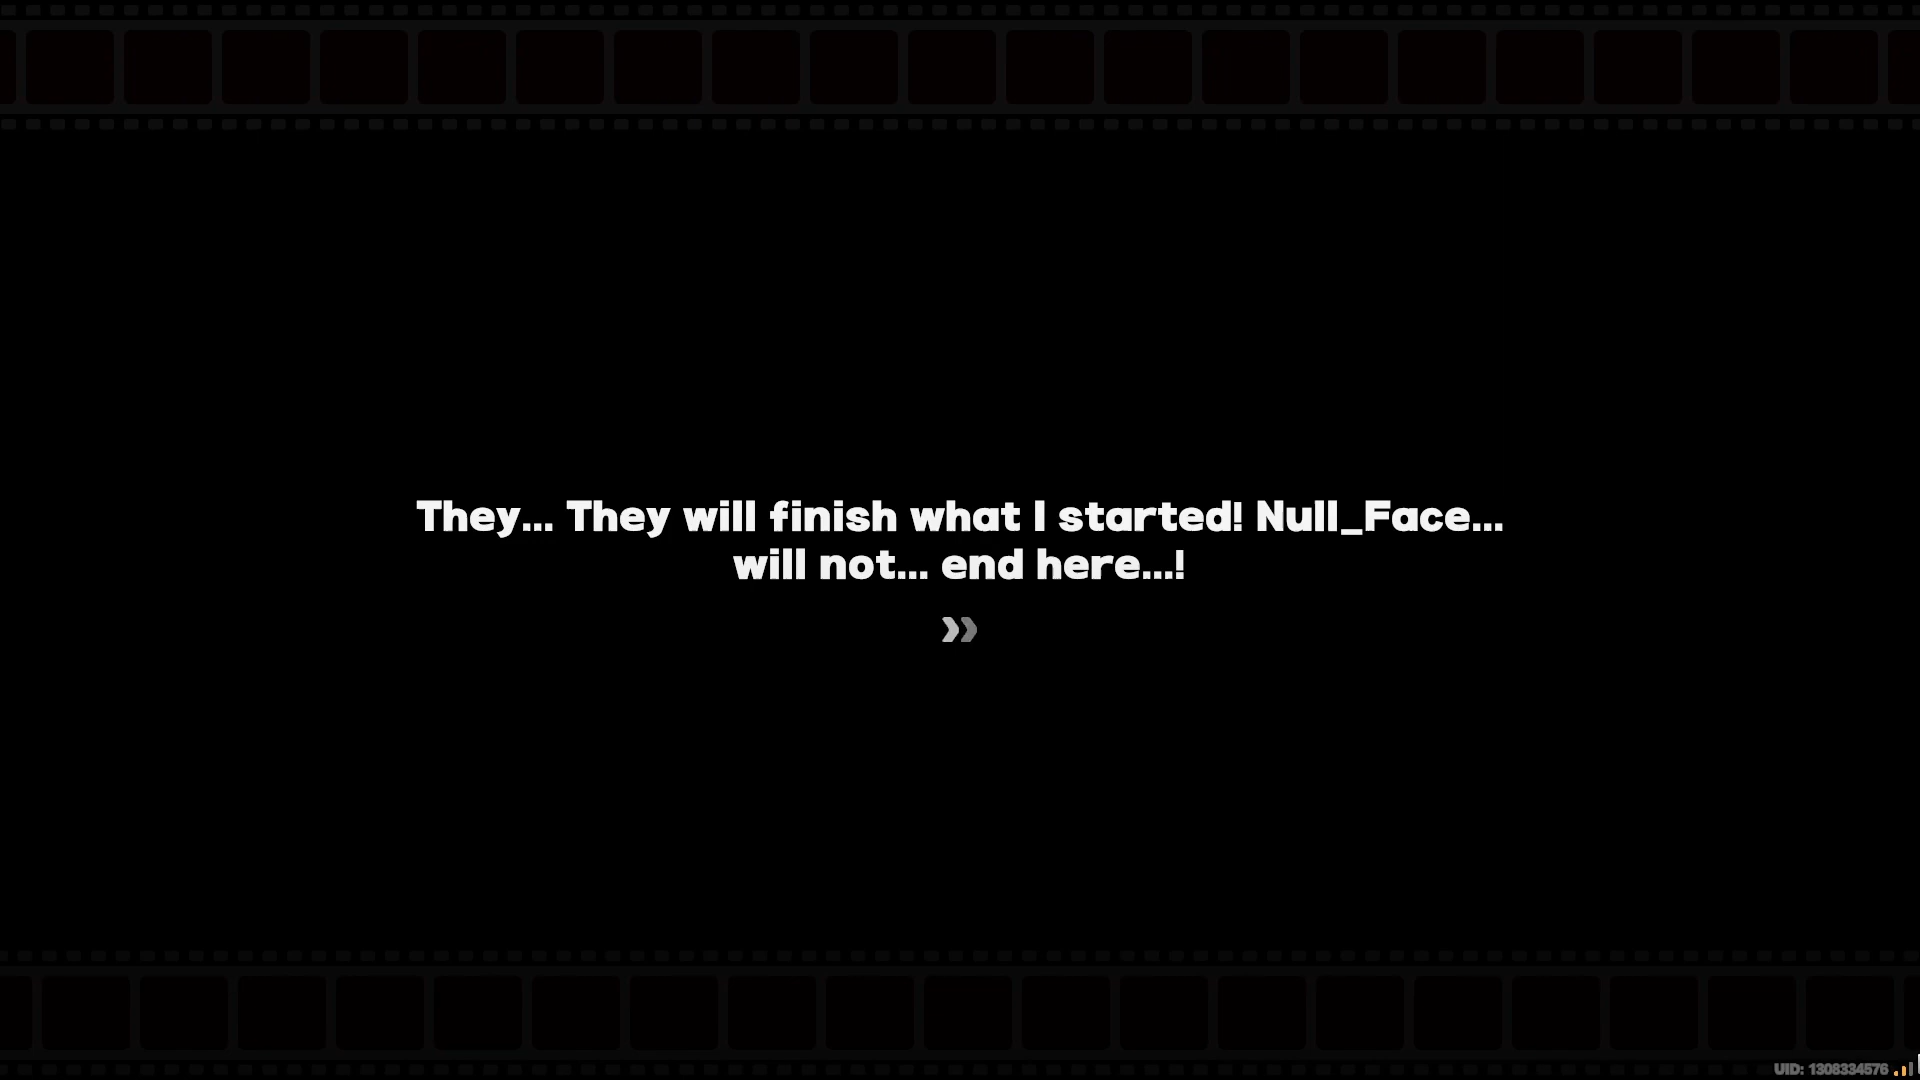 They... They will finish what I started! Null_Face...
will not... end here...!
UID: 1308334576